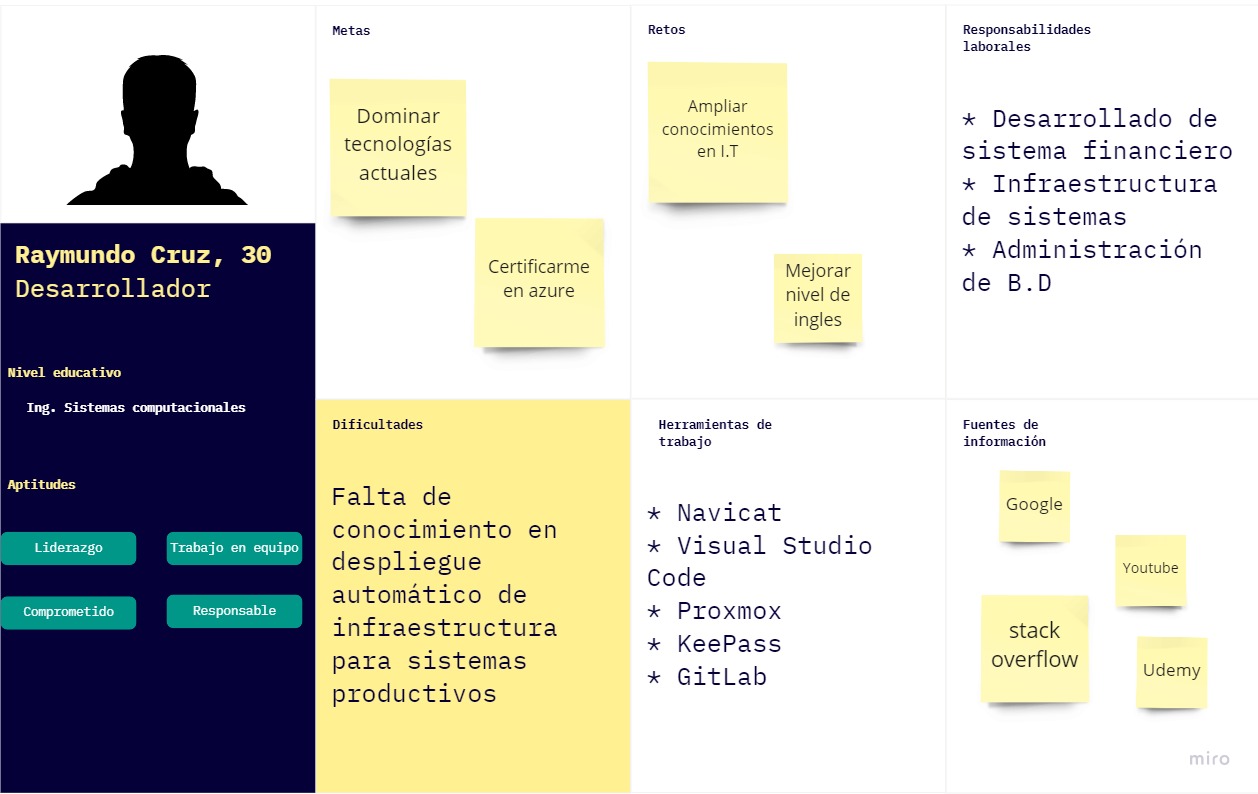 Raymundo Cruz, 30
Desarrollador
Nivel educativo
Ing. Sistemas computacionales
Aptitudes
Liderazgo
Trabajo en equipo
Comprometido
Responsable
Metas
Dominar
tecnologías
actuales
Certificarme
en azure
Retos
Ampliar
conocimientos
en I.T
Mejorar
nivel de
ingles
Responsabilidades
laborales
* Desarrollado de
sistema financiero
* Infraestructura
de sistemas
* Administración
de B.D
Dificultades
Falta de
conocimiento en
despliegue
automático de
infraestructura
para sistemas
productivos
Herramientas de
trabajo
* Navicat
* Visual Studio
Code
* Proxmox
* KeePass
* GitLab
Fuentes de
información
Google
Youtube
stack
overflow
Udemy
miro